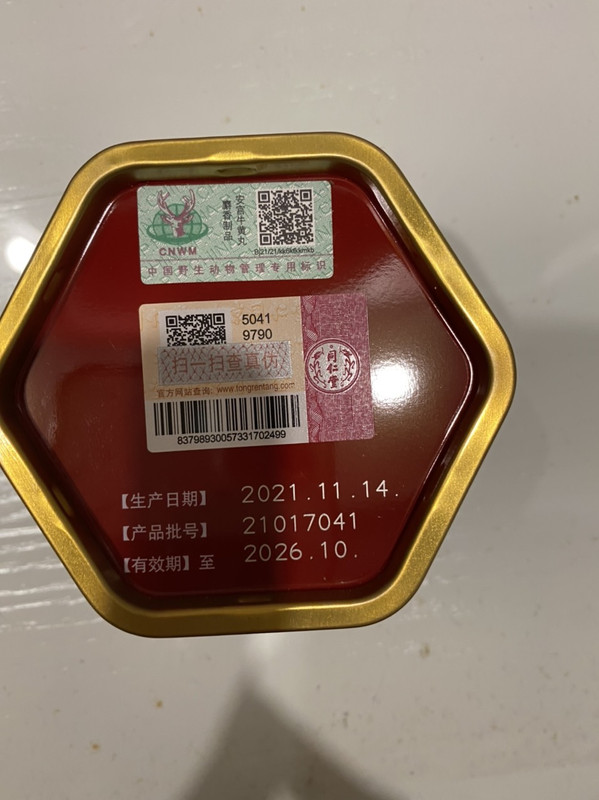 安宫牛黄丸
麝香制品
CNWM
中国野生动物管理专用标识
5041
9790
扫一扫查真伪
官方网站查询: www.tongrentang.com
83798930057331702499
同仁堂
【生产日期】 2021.11.14.
【产品批号】 21017041
【有效期】至 2026.10.